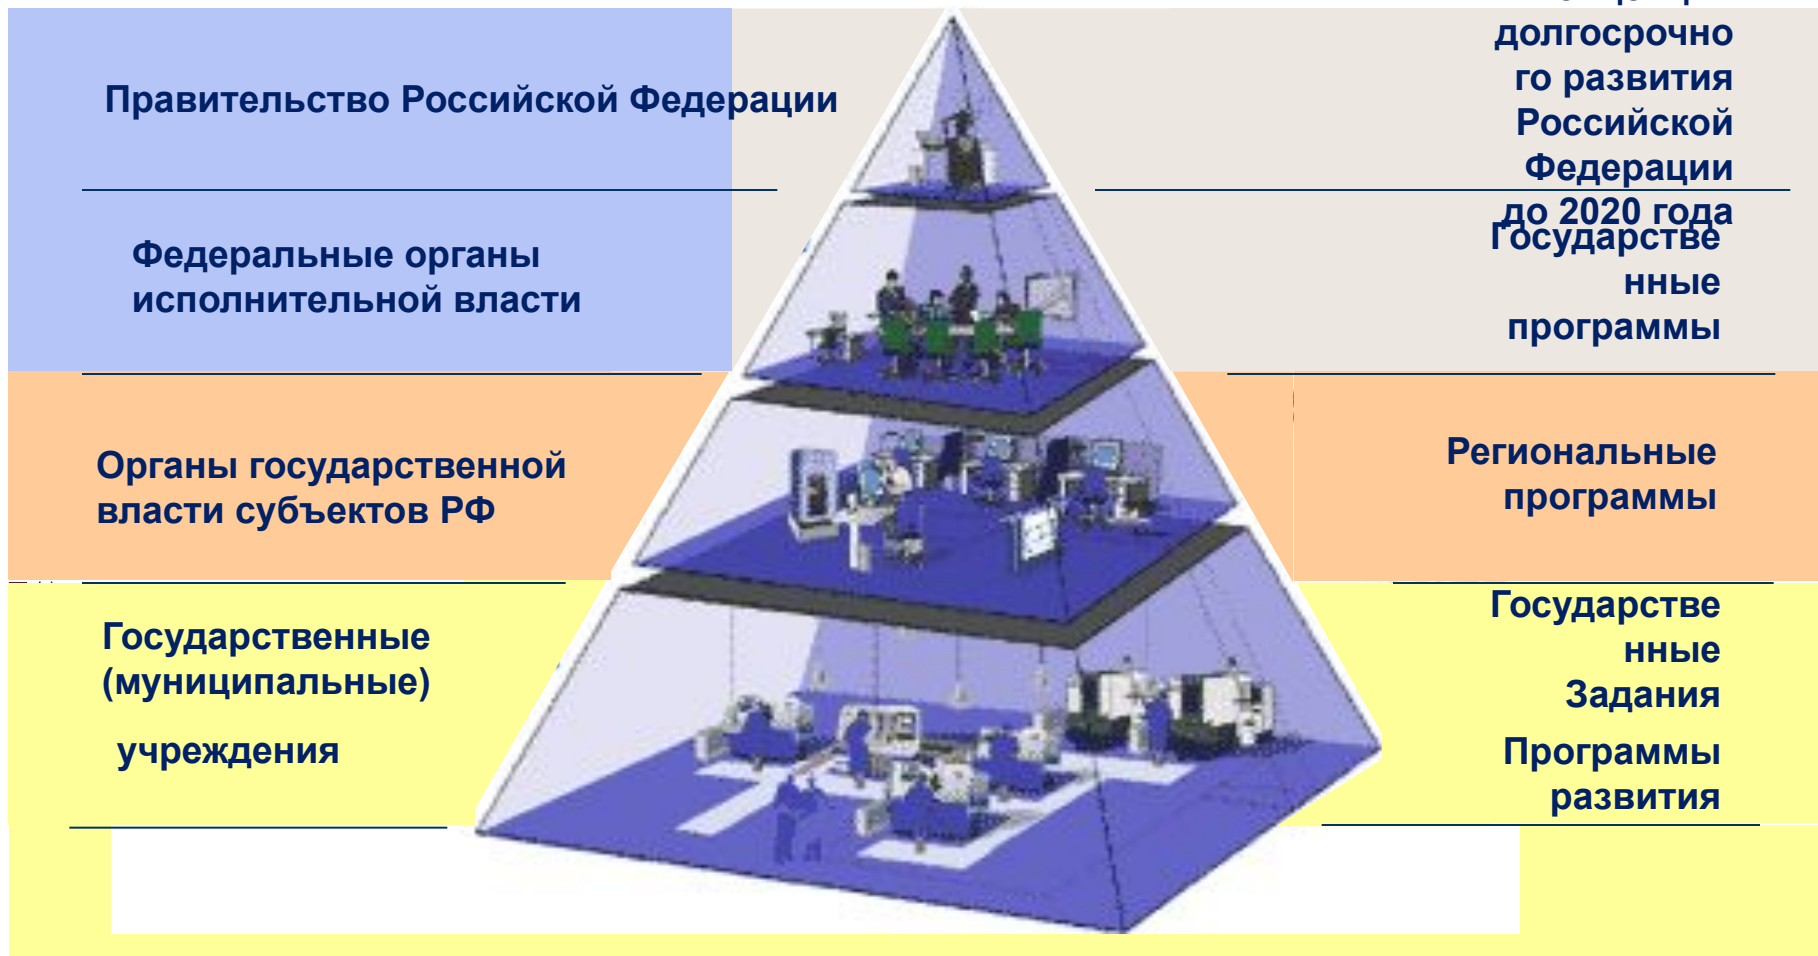 Правительство Российской Федерации
долгосрочно
го развития
Российской
Федерации
до 2020 года
Федеральные органы
исполнительной власти
Государстве
нные
программы
Органы государственной
власти субъектов РФ
Региональные
программы
Государственные
(муниципальные)
учреждения
Государстве
нные
Задания
Программы
развития